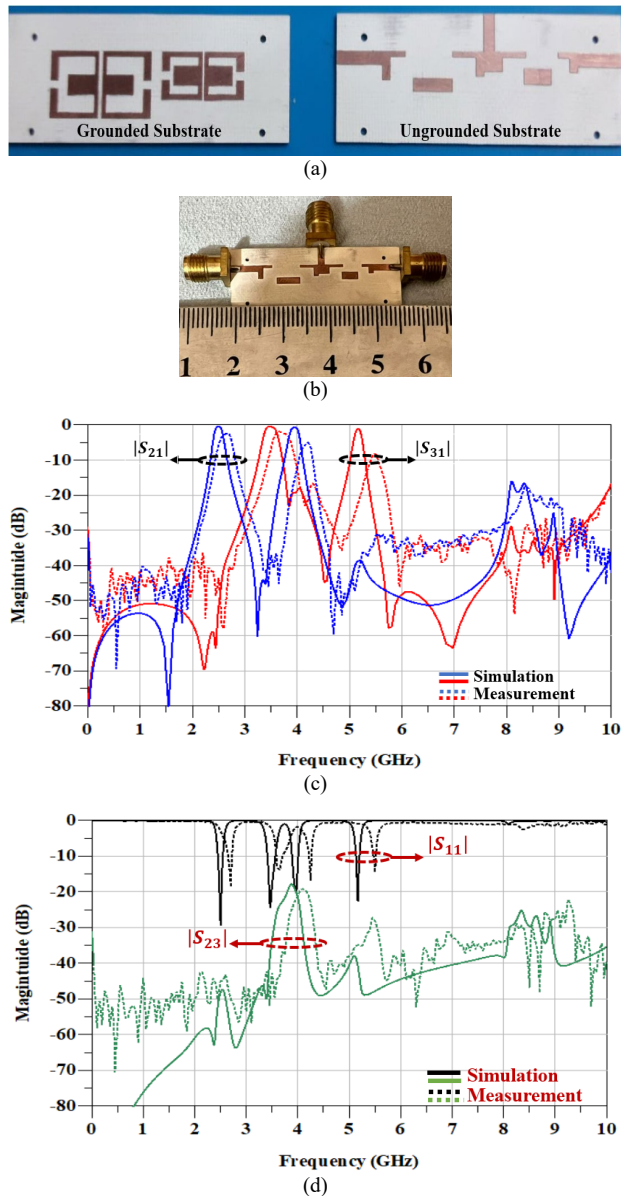 Grounded Substrate
Ungrounded Substrate
(a)
1 2 3 4 5 6
(b)
0
-10
-20
-30
-40
-50
-60
-70
-80
Magintuide (dB)
|S21|
|S31|
Simulation
Measurement
0 1 2 3 4 5 6 7 8 9 10
Frequency (GHz)
(c)
0
-10
-20
-30
-40
-50
-60
-70
-80
Magintuide (dB)
|S11|
|S23|
Simulation
Measurement
0 1 2 3 4 5 6 7 8 9 10
Frequency (GHz)
(d)